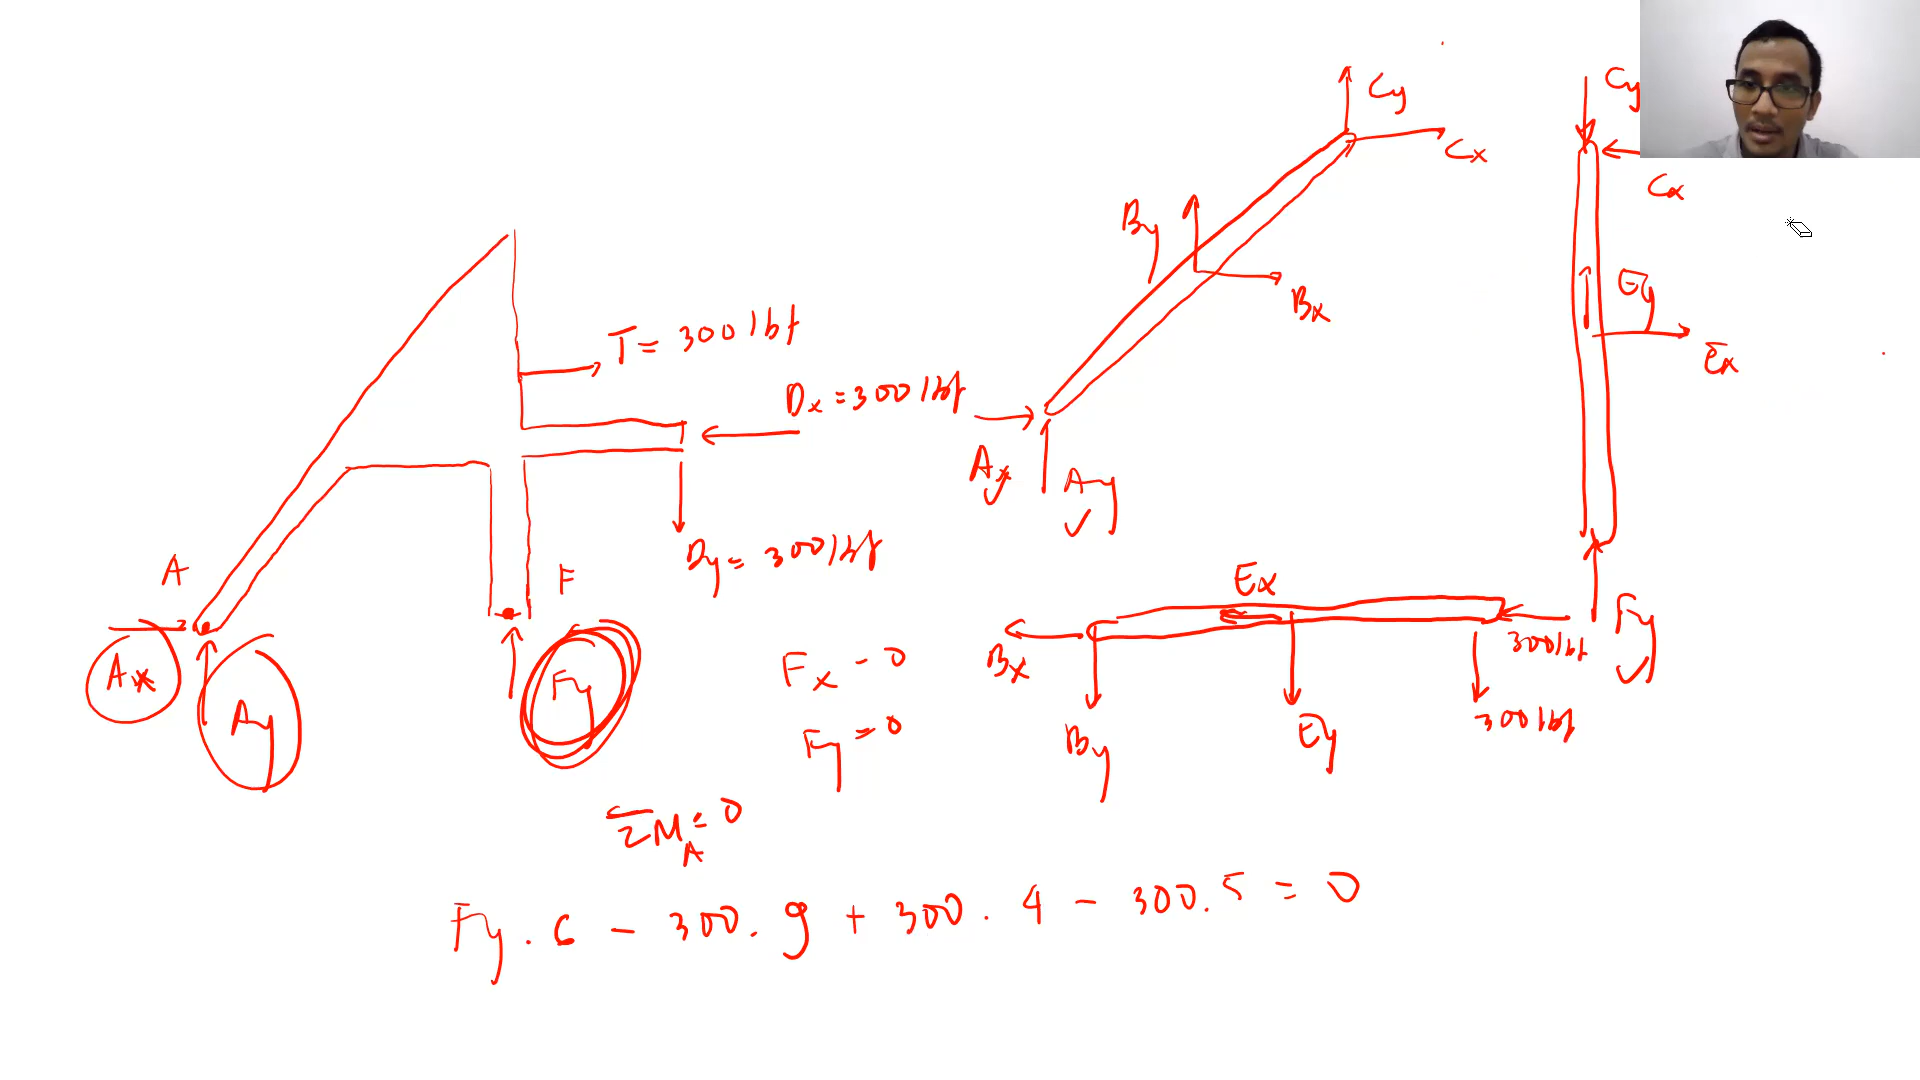 T = 300 lbf
Dx = 300 lbf
Dy = 300 lbf
A
F
Ax
Ay
Fy
Cy
Cx
By
Bx
Ax
Ay
Cy
Cx
Ey
Ex
Fy
Ex
Bx
By
Ey
300 lbf
300 lbf
Fx - 0
Fy = 0
ΣM_A = 0
Fy . 6 - 300 . 9 + 300 . 4 - 300 . 5 = 0